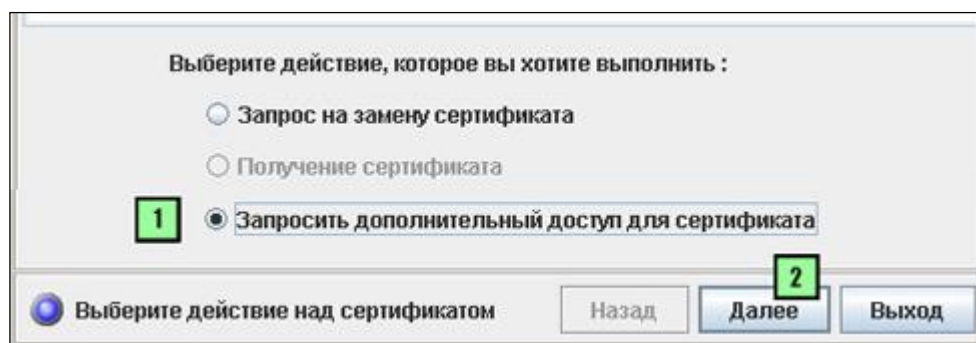 Выберите действие, которое вы хотите выполнить :
Запрос на замену сертификата
Получение сертификата
1 Запросить дополнительный доступ для сертификата
2
Выберите действие над сертификатом Назад Далее Выход